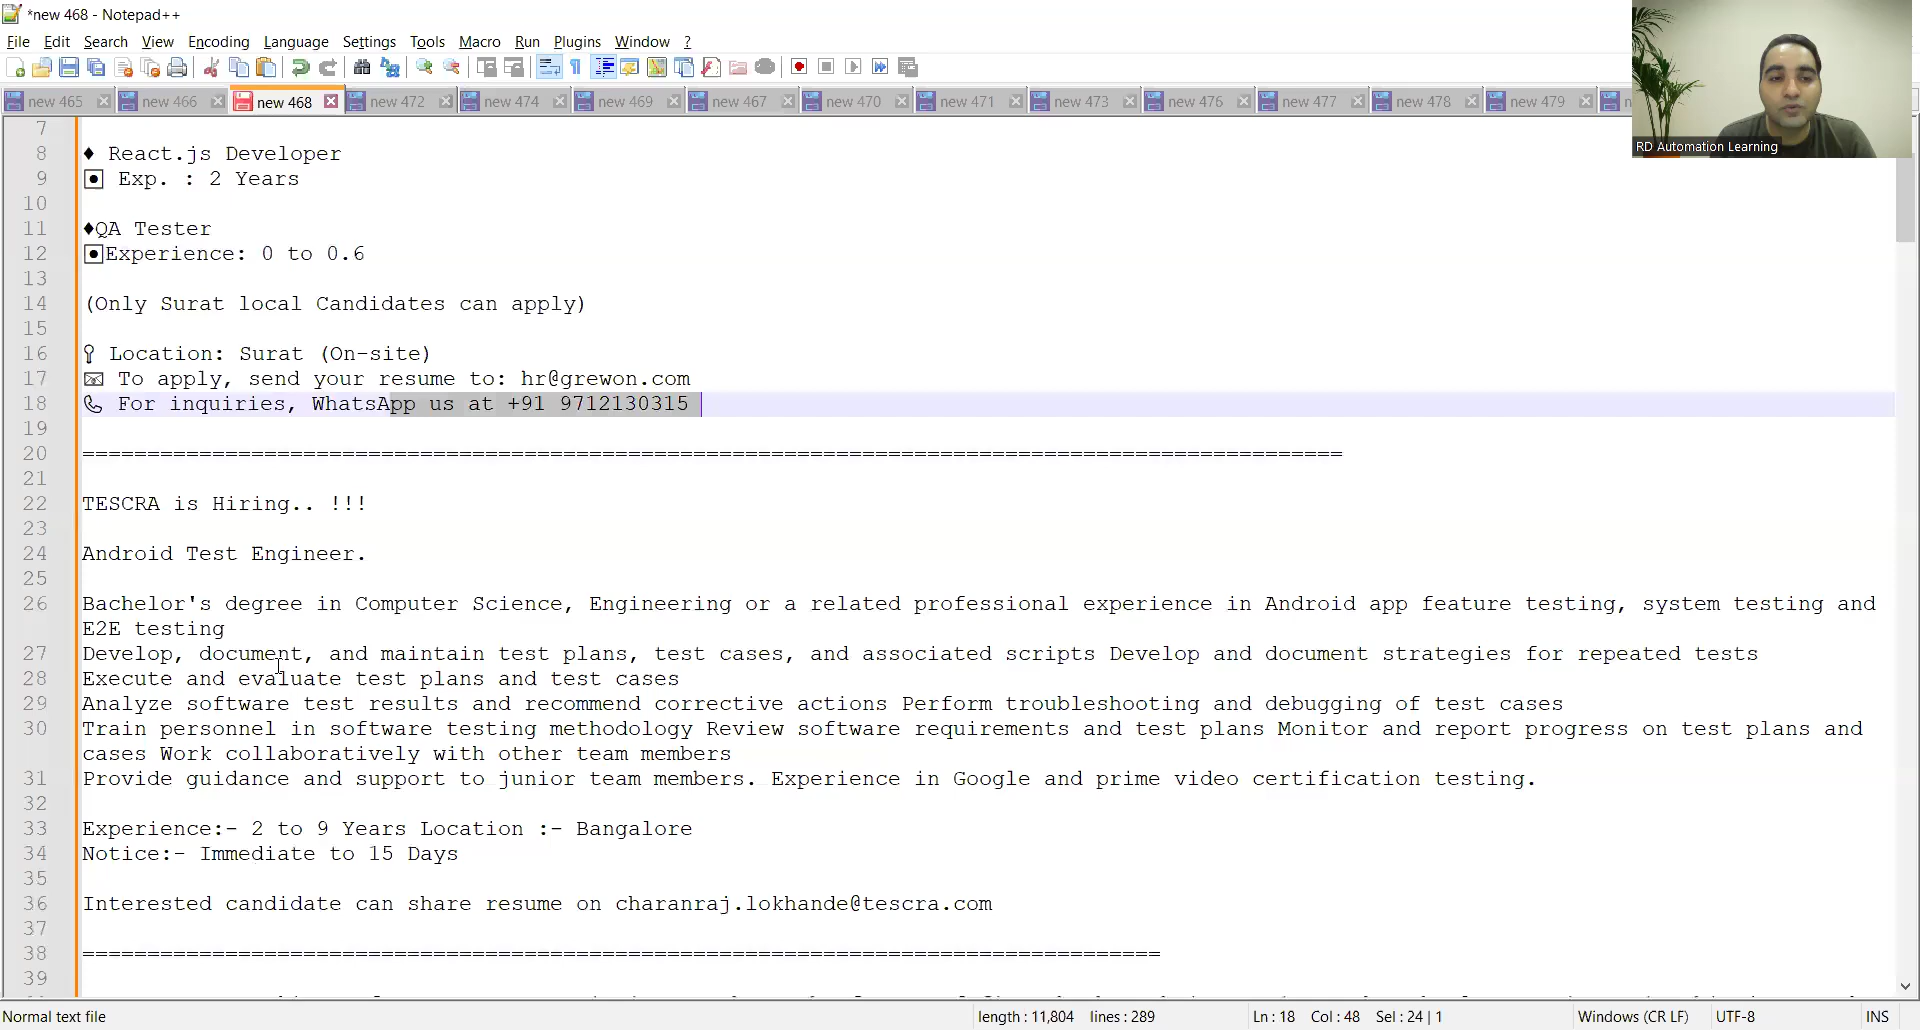 *new 468 - Notepad++
File Edit Search View Encoding Language Settings Tools Macro Run Plugins Window ?
new 465 new 466 new 468 new 472 new 474 new 469 new 467 new 470 new 471 new 473 new 476 new 477 new 478 new 479
RD Automation Learning
7
8 ♦ React.js Developer
9 Exp. : 2 Years
10
11 ♦QA Tester
12 Experience: 0 to 0.6
13
14 (Only Surat local Candidates can apply)
15
16 Location: Surat (On-site)
17 To apply, send your resume to: hr@grewon.com
18 For inquiries, WhatsApp us at +91 9712130315
19
20 =================================================================================================
21
22 TESCRA is Hiring.. !!!
23
24 Android Test Engineer.
25
26 Bachelor's degree in Computer Science, Engineering or a related professional experience in Android app feature testing, system testing and
E2E testing
27 Develop, document, and maintain test plans, test cases, and associated scripts Develop and document strategies for repeated tests
28 Execute and evaluate test plans and test cases
29 Analyze software test results and recommend corrective actions Perform troubleshooting and debugging of test cases
30 Train personnel in software testing methodology Review software requirements and test plans Monitor and report progress on test plans and
cases Work collaboratively with other team members
31 Provide guidance and support to junior team members. Experience in Google and prime video certification testing.
32
33 Experience:- 2 to 9 Years Location :- Bangalore
34 Notice:- Immediate to 15 Days
35
36 Interested candidate can share resume on charanraj.lokhande@tescra.com
37
38 ===================================================================================
39
Normal text file length : 11,804 lines : 289 Ln : 18 Col : 48 Sel : 24 | 1 Windows (CR LF) UTF-8 INS